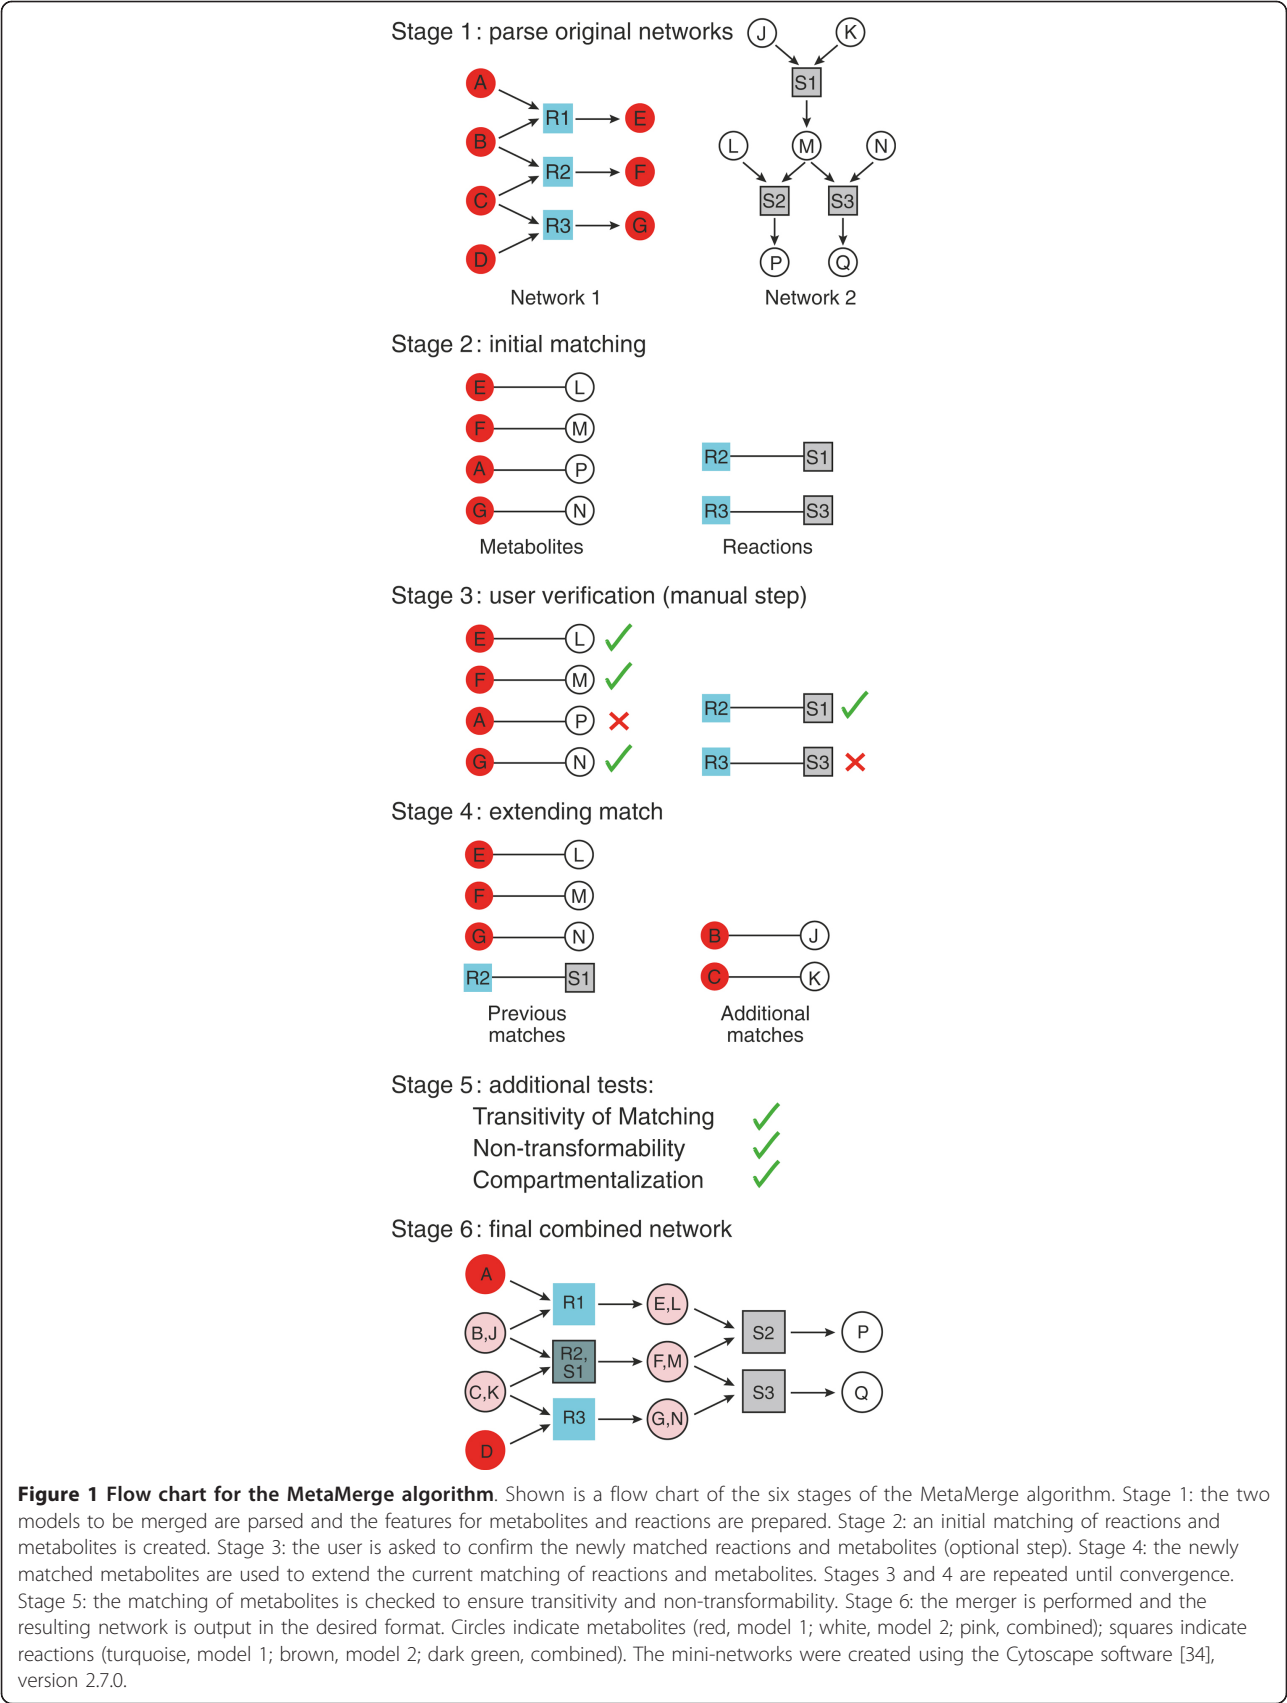 Stage 1: parse original networks
J K
A
S1
R1 E
B
L M N
R2 F
C
S2 S3
R3 G
D
P Q
Network 1 Network 2
Stage 2: initial matching
E L
F M
R2 S1
A P
G N
R3 S3
Metabolites Reactions
Stage 3: user verification (manual step)
E L
F M
R2 S1
A P
G N
R3 S3
Stage 4: extending match
E L
F M
G N
B J
R2 S1
C K
Previous
matches
Additional
matches
Stage 5: additional tests:
Transitivity of Matching
Non-transformability
Compartmentalization
Stage 6: final combined network
A
R1 E,L
B,J
S2 P
R2,
S1
F,M
C,K
S3 Q
R3 G,N
D
Figure 1 Flow chart for the MetaMerge algorithm. Shown is a flow chart of the six stages of the MetaMerge algorithm. Stage 1: the two
models to be merged are parsed and the features for metabolites and reactions are prepared. Stage 2: an initial matching of reactions and
metabolites is created. Stage 3: the user is asked to confirm the newly matched reactions and metabolites (optional step). Stage 4: the newly
matched metabolites are used to extend the current matching of reactions and metabolites. Stages 3 and 4 are repeated until convergence.
Stage 5: the matching of metabolites is checked to ensure transitivity and non-transformability. Stage 6: the merger is performed and the
resulting network is output in the desired format. Circles indicate metabolites (red, model 1; white, model 2; pink, combined); squares indicate
reactions (turquoise, model 1; brown, model 2; dark green, combined). The mini-networks were created using the Cytoscape software [34],
version 2.7.0.